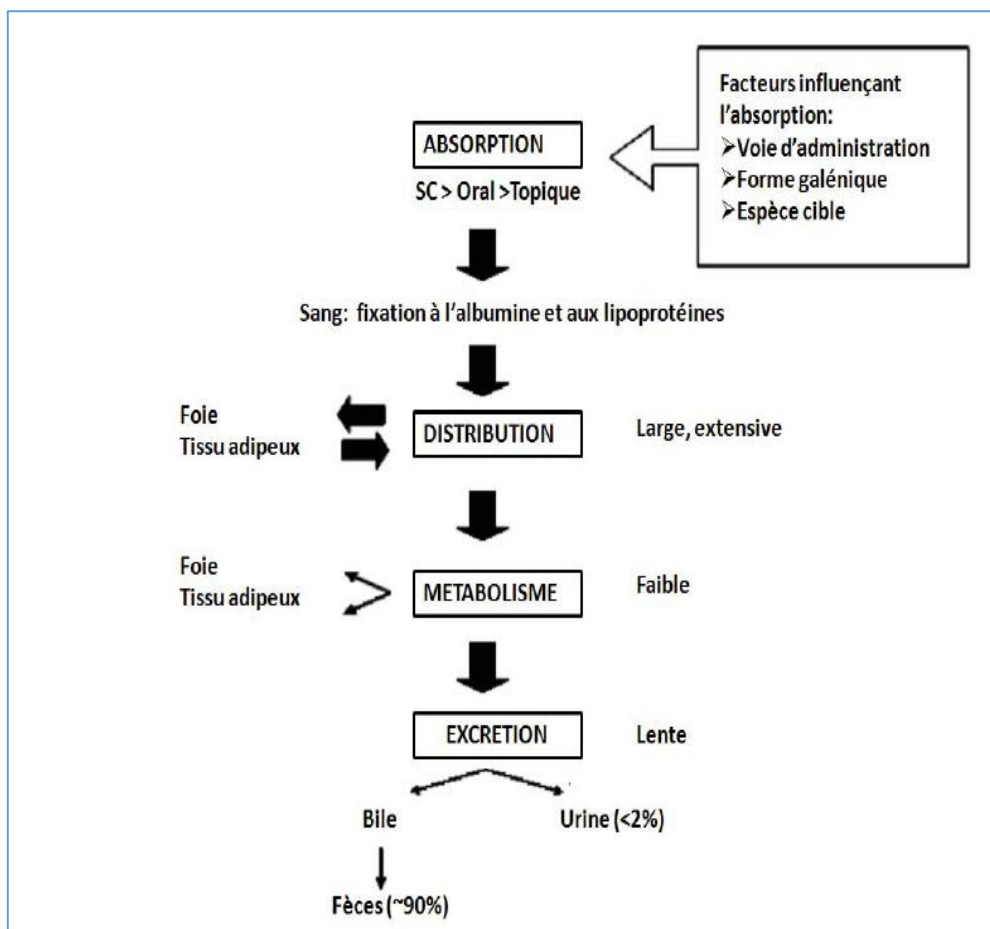 Facteurs influençant
l'absorption:
➢Voie d'administration
➢Forme galénique
➢Espèce cible
ABSORPTION
SC > Oral >Topique
Sang: fixation à l'albumine et aux lipoprotéines
Foie
Tissu adipeux
DISTRIBUTION
Large, extensive
Foie
Tissu adipeux
METABOLISME
Faible
EXCRETION
Lente
Bile
Urine (<2%)
Fèces (~90%)